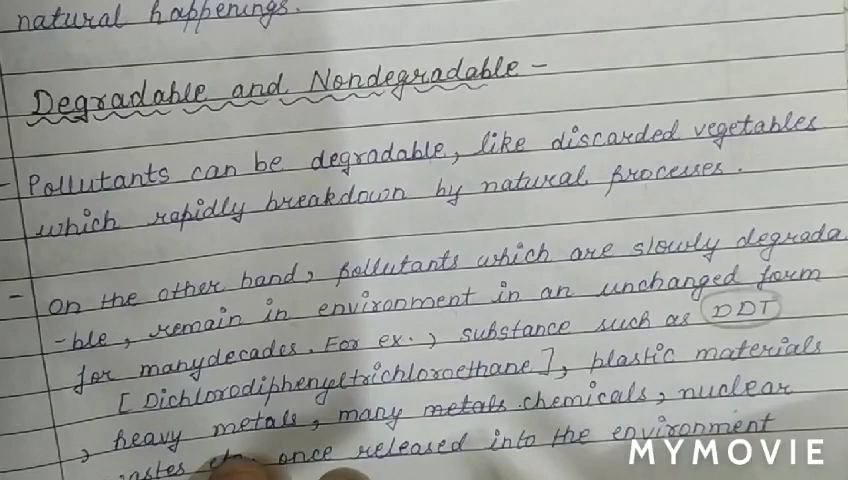 natural happenings.
Degradable and Nondegradable -
- Pollutants can be degradable, like discarded vegetables
which rapidly breakdown by natural processes.
- On the other hand, pollutants which are slowly degrada
-ble, remain in environment in an unchanged form
for many decades. For ex., substance such as DDT
[Dichlorodiphenyltrichloroethane], plastic materials
, heavy metals, many metals chemicals, nuclear
once released into the environment
MYMOVIE